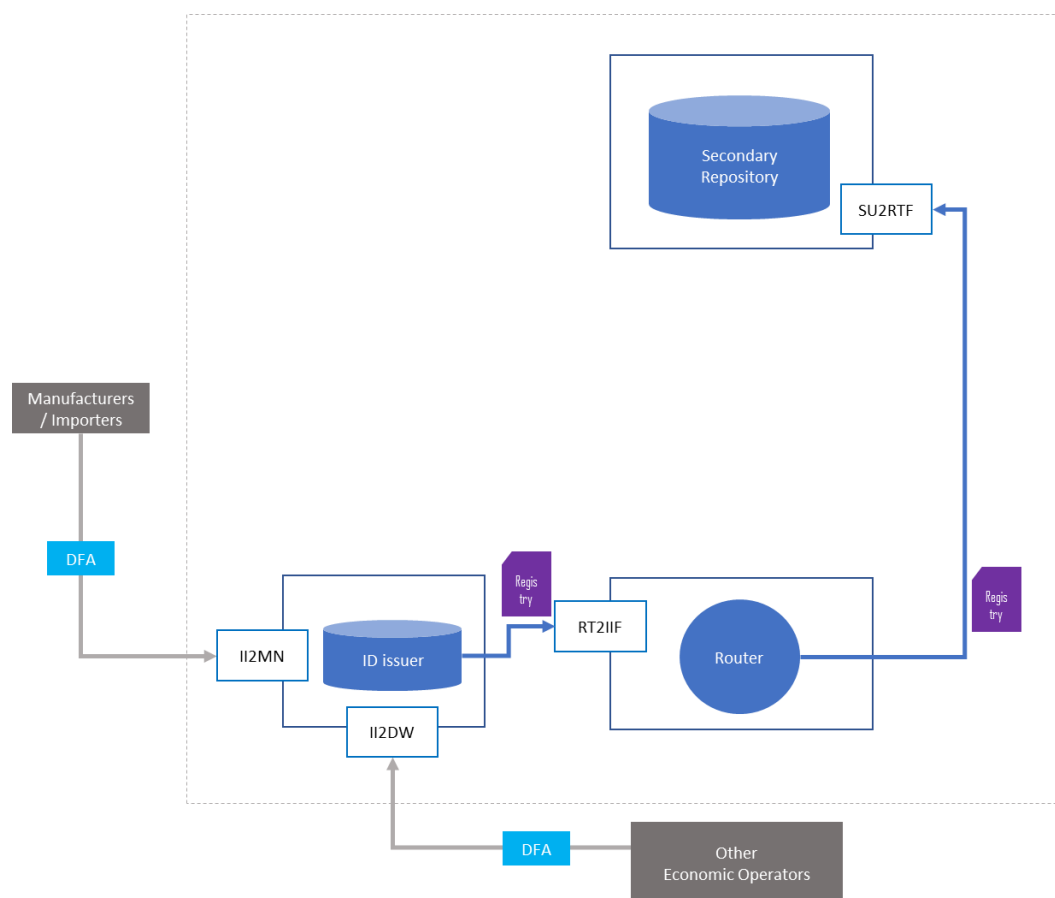 Secondary
Repository
SU2RTF
Manufacturers
/ Importers
DFA
Regis
try
Regis
try
RT2IIF
II2MN
ID issuer
Router
II2DW
DFA
Other
Economic Operators